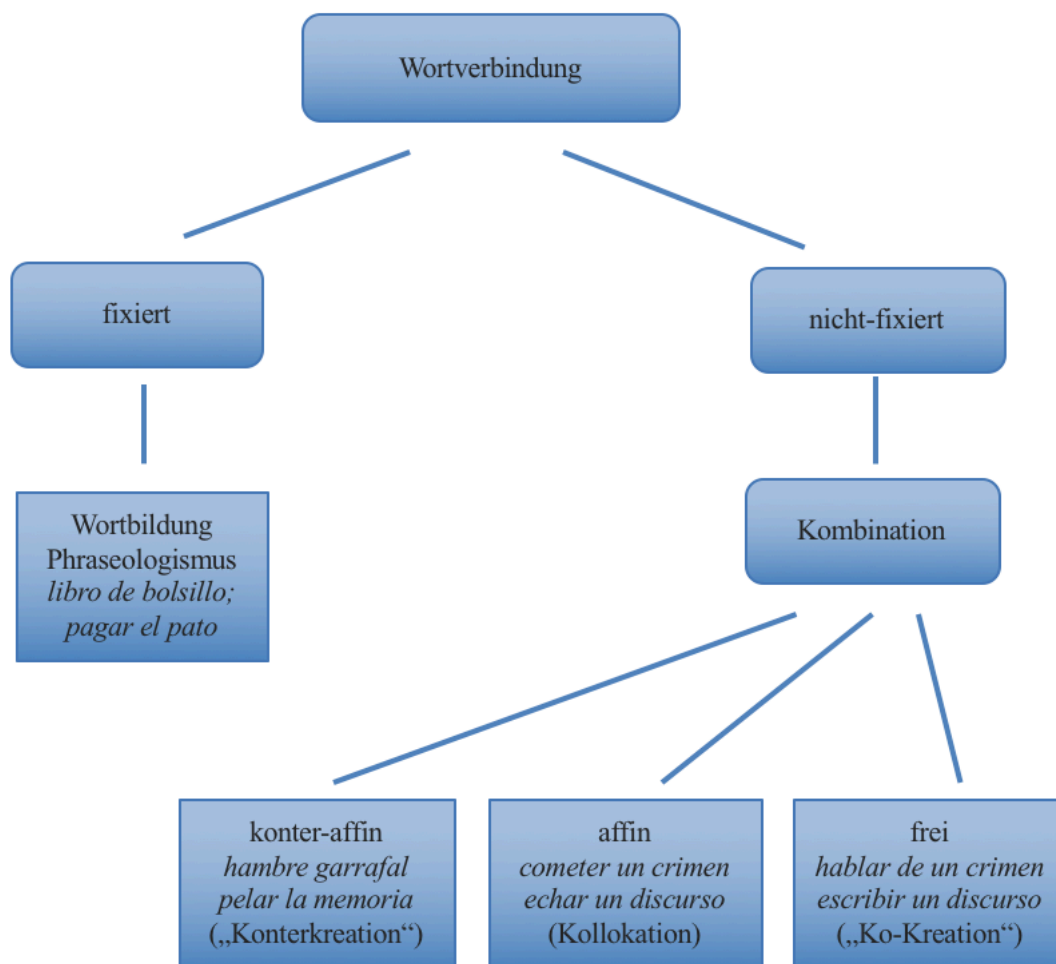 Wortverbindung
fixiert
nicht-fixiert
Wortbildung
Phraseologismus
libro de bolsillo;
pagar el pato
Kombination
konter-affin
hambre garrafal
pelar la memoria
(„Konterkreation“)
affin
cometer un crimen
echar un discurso
(Kollokation)
frei
hablar de un crimen
escribir un discurso
(„Ko-Kreation“)